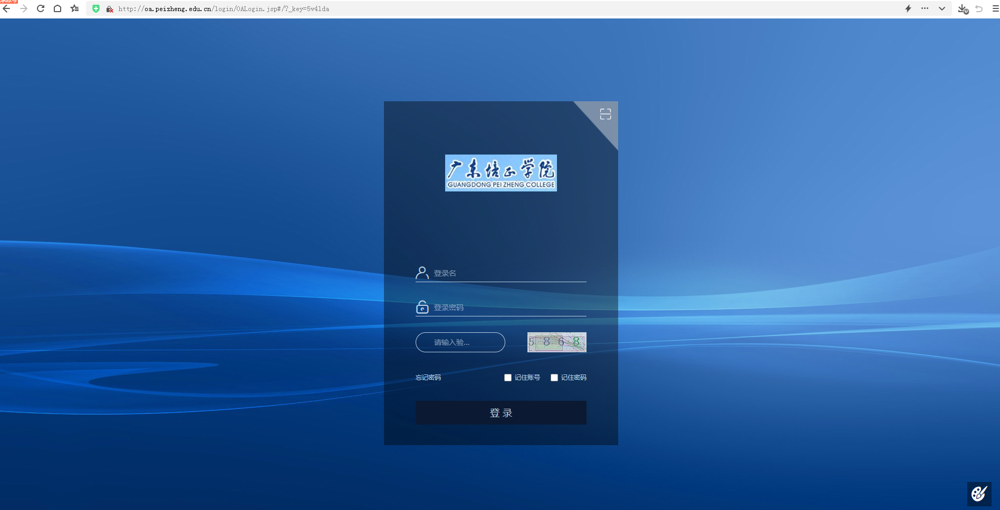 http://oa.peizheng.edu.cn/login/OALogin.jsp#/?_key=5v4lda
广东培正学院
GUANGDONG PEI ZHENG COLLEGE
登录名
登录密码
请输入验...
5 8 6 8
忘记密码 记住账号 记住密码
登 录